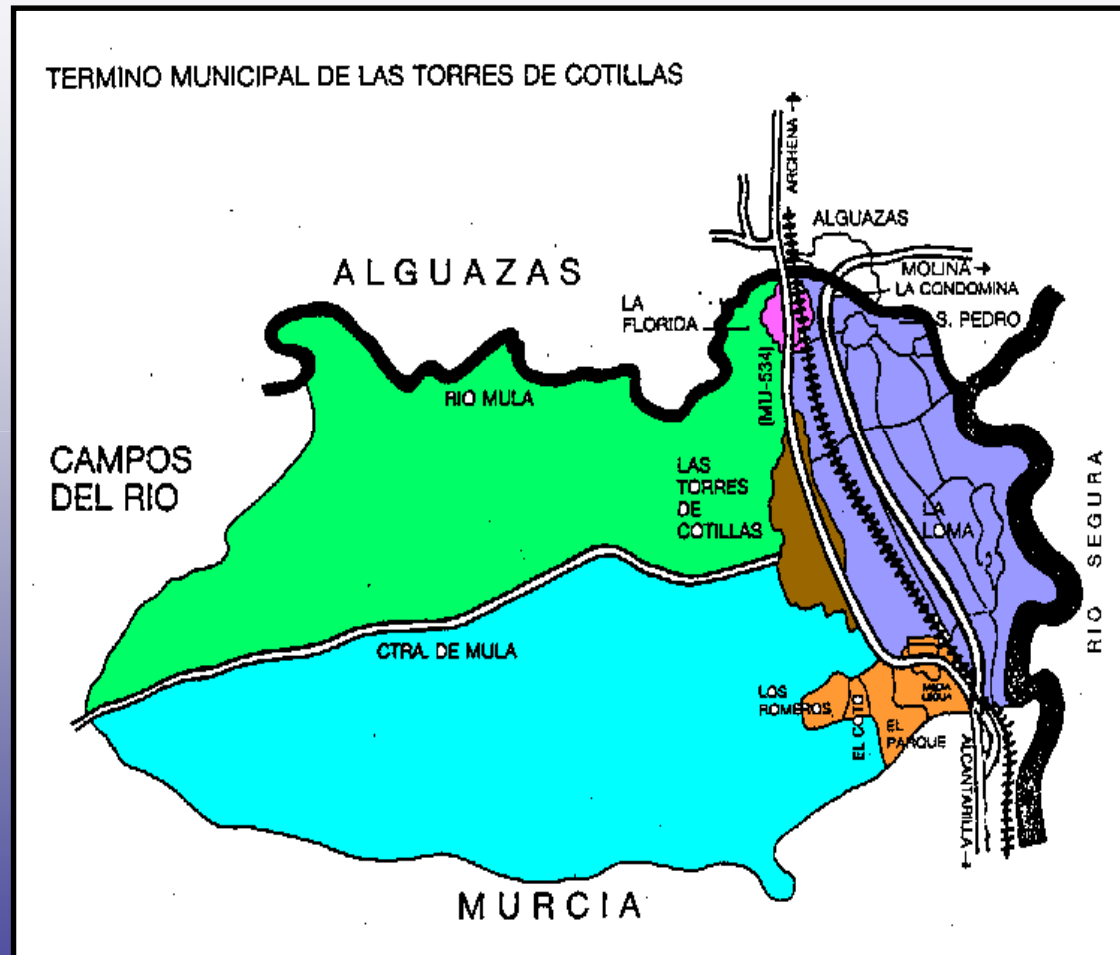 TERMINO MUNICIPAL DE LAS TORRES DE COTILLAS
ARCHENA →
ALGUAZAS
ALGUAZAS
MOLINA →
LA CONDOMINA
LA
FLORIDA
S. PEDRO
(MU-534)
RIO MULA
CAMPOS
DEL RIO
LAS
TORRES
DE
COTILLAS
LA
LOMA
RIO SEGURA
CTRA. DE MULA
LOS
ROMEROS
EL COTO
MEDIA
LEGUA
EL
PARQUE
ALCANTARILLA →
MURCIA